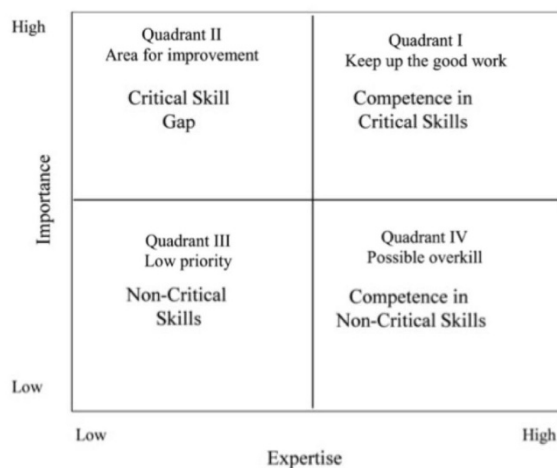 High
Quadrant II
Area for improvement
Critical Skill
Gap
Quadrant I
Keep up the good work
Competence in
Critical Skills
Importance
Quadrant III
Low priority
Non-Critical
Skills
Quadrant IV
Possible overkill
Competence in
Non-Critical Skills
Low
Low
High
Expertise